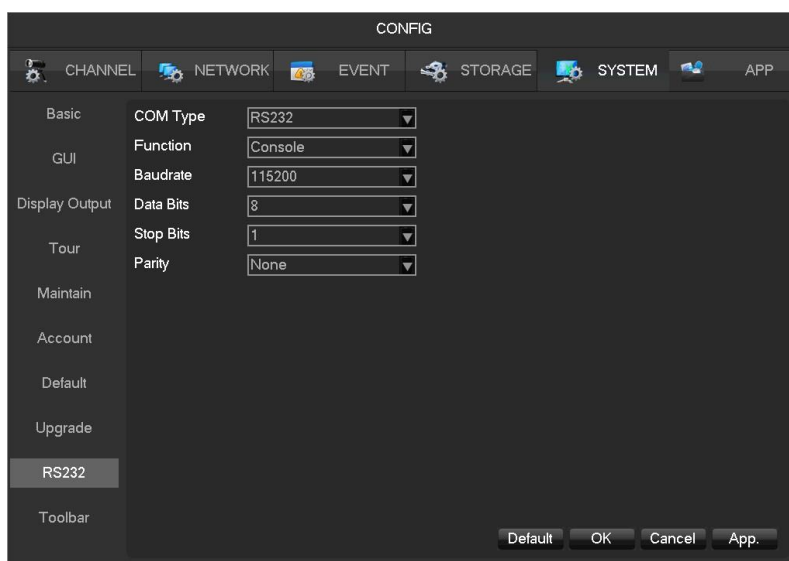 CONFIG
CHANNEL NETWORK EVENT STORAGE SYSTEM APP
Basic
GUI
Display Output
Tour
Maintain
Account
Default
Upgrade
RS232
Toolbar
COM Type RS232
Function Console
Baudrate 115200
Data Bits 8
Stop Bits 1
Parity None
Default OK Cancel App.